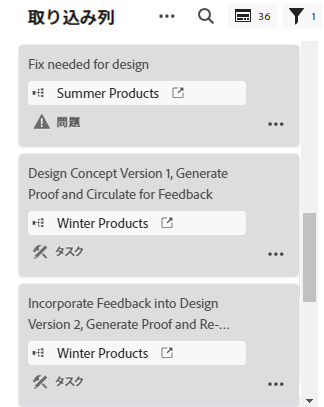 取り込み列 ••• 36 1
Fix needed for design
Summer Products
問題 •••
Design Concept Version 1, Generate
Proof and Circulate for Feedback
Winter Products
タスク •••
Incorporate Feedback into Design
Version 2, Generate Proof and Re-...
Winter Products
タスク •••